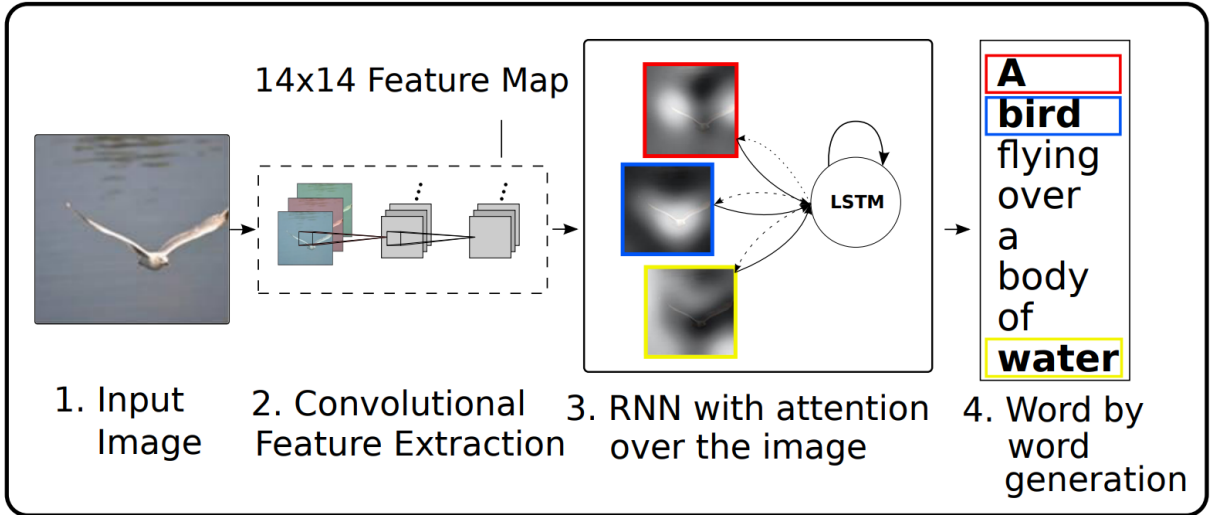 14x14 Feature Map
LSTM
A
bird
flying
over
a
body
of
water
1. Input
Image
2. Convolutional
Feature Extraction
3. RNN with attention
over the image
4. Word by
word
generation